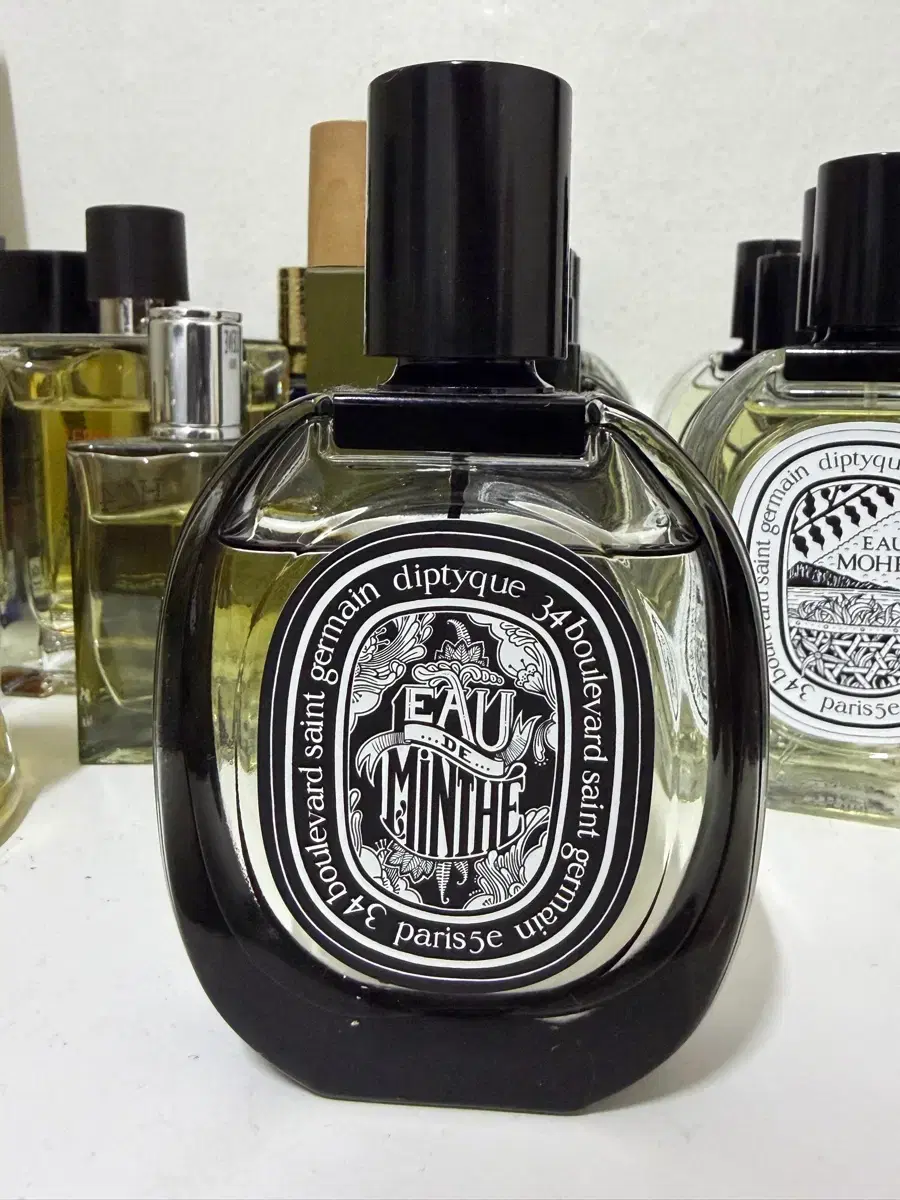 34 boulevard saint germain diptyque 34 boulevard saint germain paris 5e
EAU
...DE...
MINTHE
34 boulevard saint germain diptyqu
EAU
MOHE
paris 5e